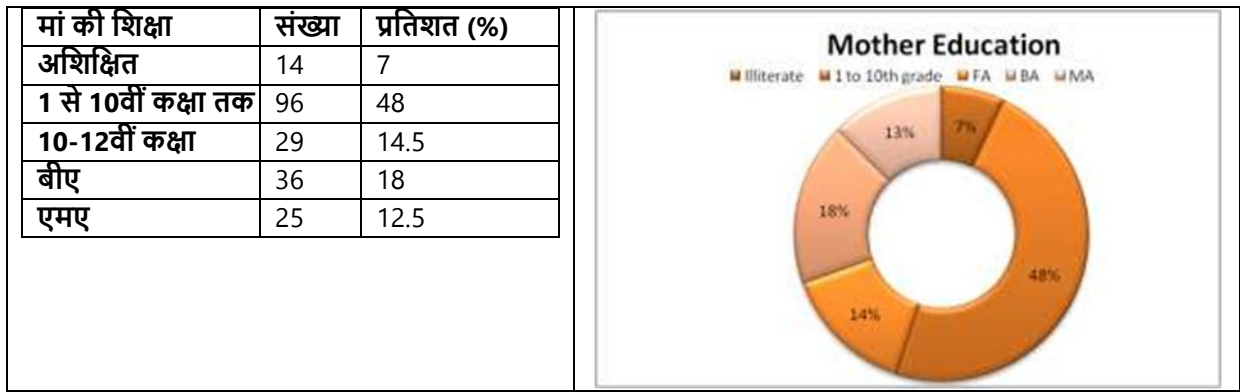 मां की शिक्षा संख्या प्रतिशत (%)
अशिक्षित 14 7
1 से 10वीं कक्षा तक 96 48
10-12वीं कक्षा 29 14.5
बीए 36 18
एमए 25 12.5
Mother Education
Illiterate 1 to 10th grade FA BA MA
13% 7%
18%
48%
14%